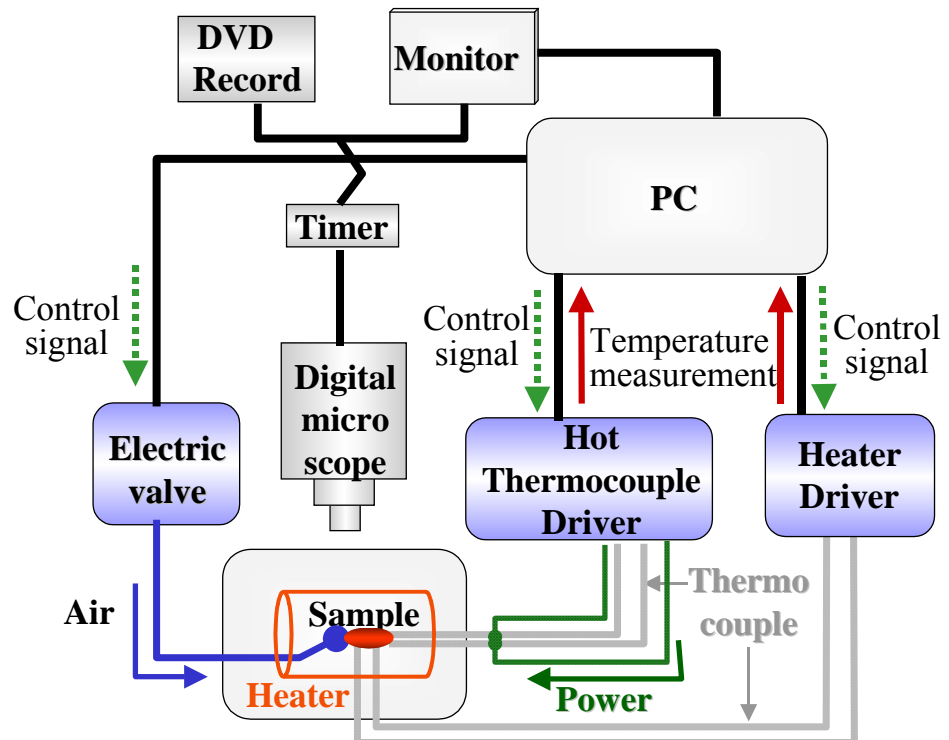 DVD
Record
Monitor
PC
Timer
Control
signal
Control
signal
Temperature
measurement
Control
signal
Digital
micro
scope
Electric
valve
Hot
Thermocouple
Driver
Heater
Driver
Air
Sample
Heater
Thermo
couple
Power